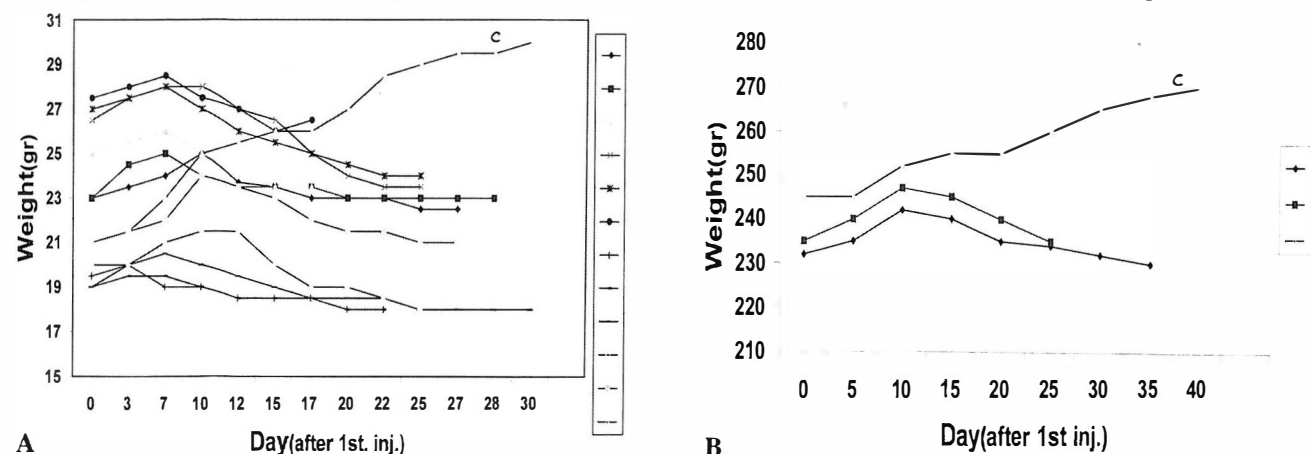 31
29
27
25
23
21
19
17
15
Weight(gr)
C
0 3 7 10 12 15 17 20 22 25 27 28 30
Day(after 1st. inj.)
A
280
270
260
250
240
230
220
210
Weight(gr)
C
0 5 10 15 20 25 30 35 40
Day(after 1st inj.)
B